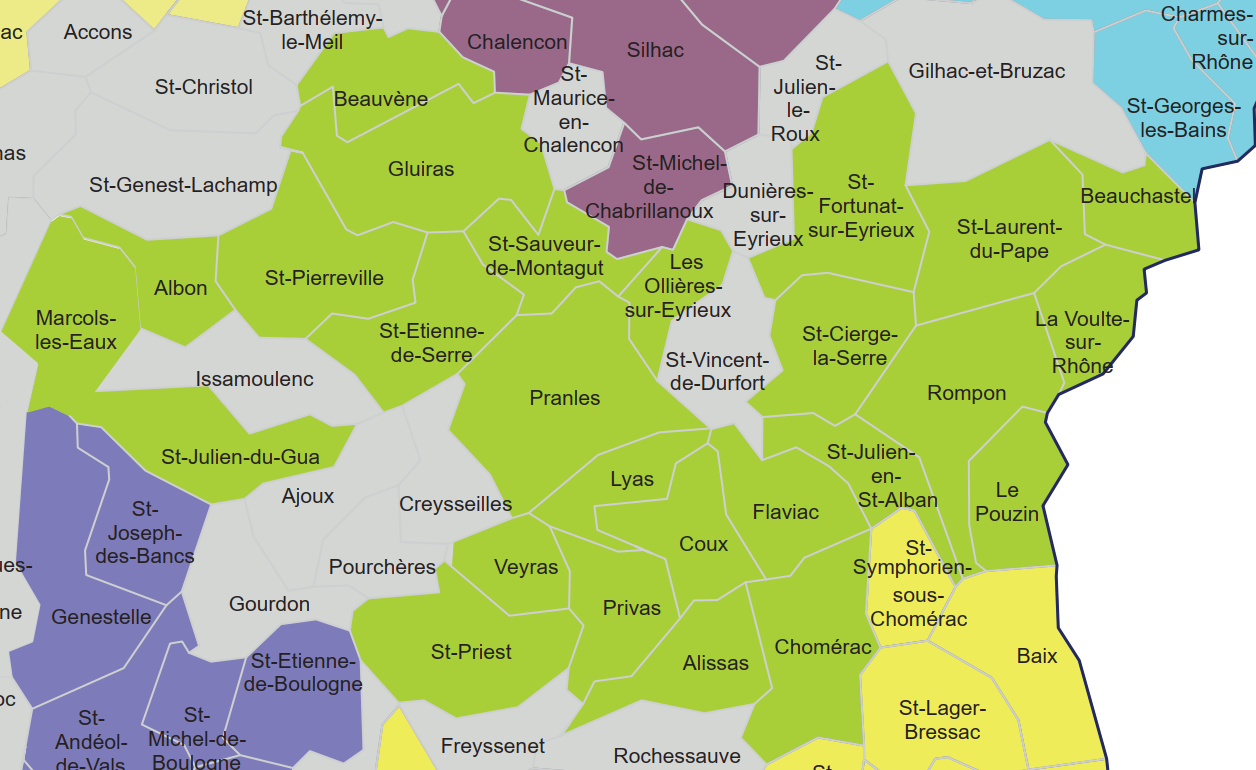 ac
Accons
St-Barthélemy-
le-Meil
Chalencon
Silhac
Charmes-
sur-
Rhône
St-Christol
Beauvène
St-
Maurice-
en-
Chalencon
St-
Julien-
le-
Roux
Gilhac-et-Bruzac
St-Georges-
les-Bains
nas
St-Genest-Lachamp
Gluiras
St-Michel-
de-
Chabrillanoux
Dunières-
sur-
Eyrieux
St-
Fortunat-
sur-Eyrieux
St-Laurent-
du-Pape
Beauchastel
Marcols-
les-Eaux
Albon
St-Pierreville
St-Sauveur-
de-Montagut
Les
Ollières-
sur-Eyrieux
St-Etienne-
de-Serre
St-Vincent-
de-Durfort
St-Cierge-
la-Serre
La Voulte-
sur-
Rhône
Issamoulenc
Pranles
Rompon
St-Julien-du-Gua
Ajoux
Creysseilles
Lyas
Flaviac
St-Julien-
en-
St-Alban
Le
Pouzin
St-
Joseph-
des-Bancs
ues-
ne
Genestelle
Gourdon
Pourchères
Veyras
Coux
Privas
St-
Symphorien-
sous-
Chomérac
St-Etienne-
de-Boulogne
St-Priest
Alissas
Chomérac
Baix
oc
St-
Andéol-
de-Vals
St-
Michel-de-
Boulogne
Freyssenet
Rochessauve
St-Lager-
Bressac
St-